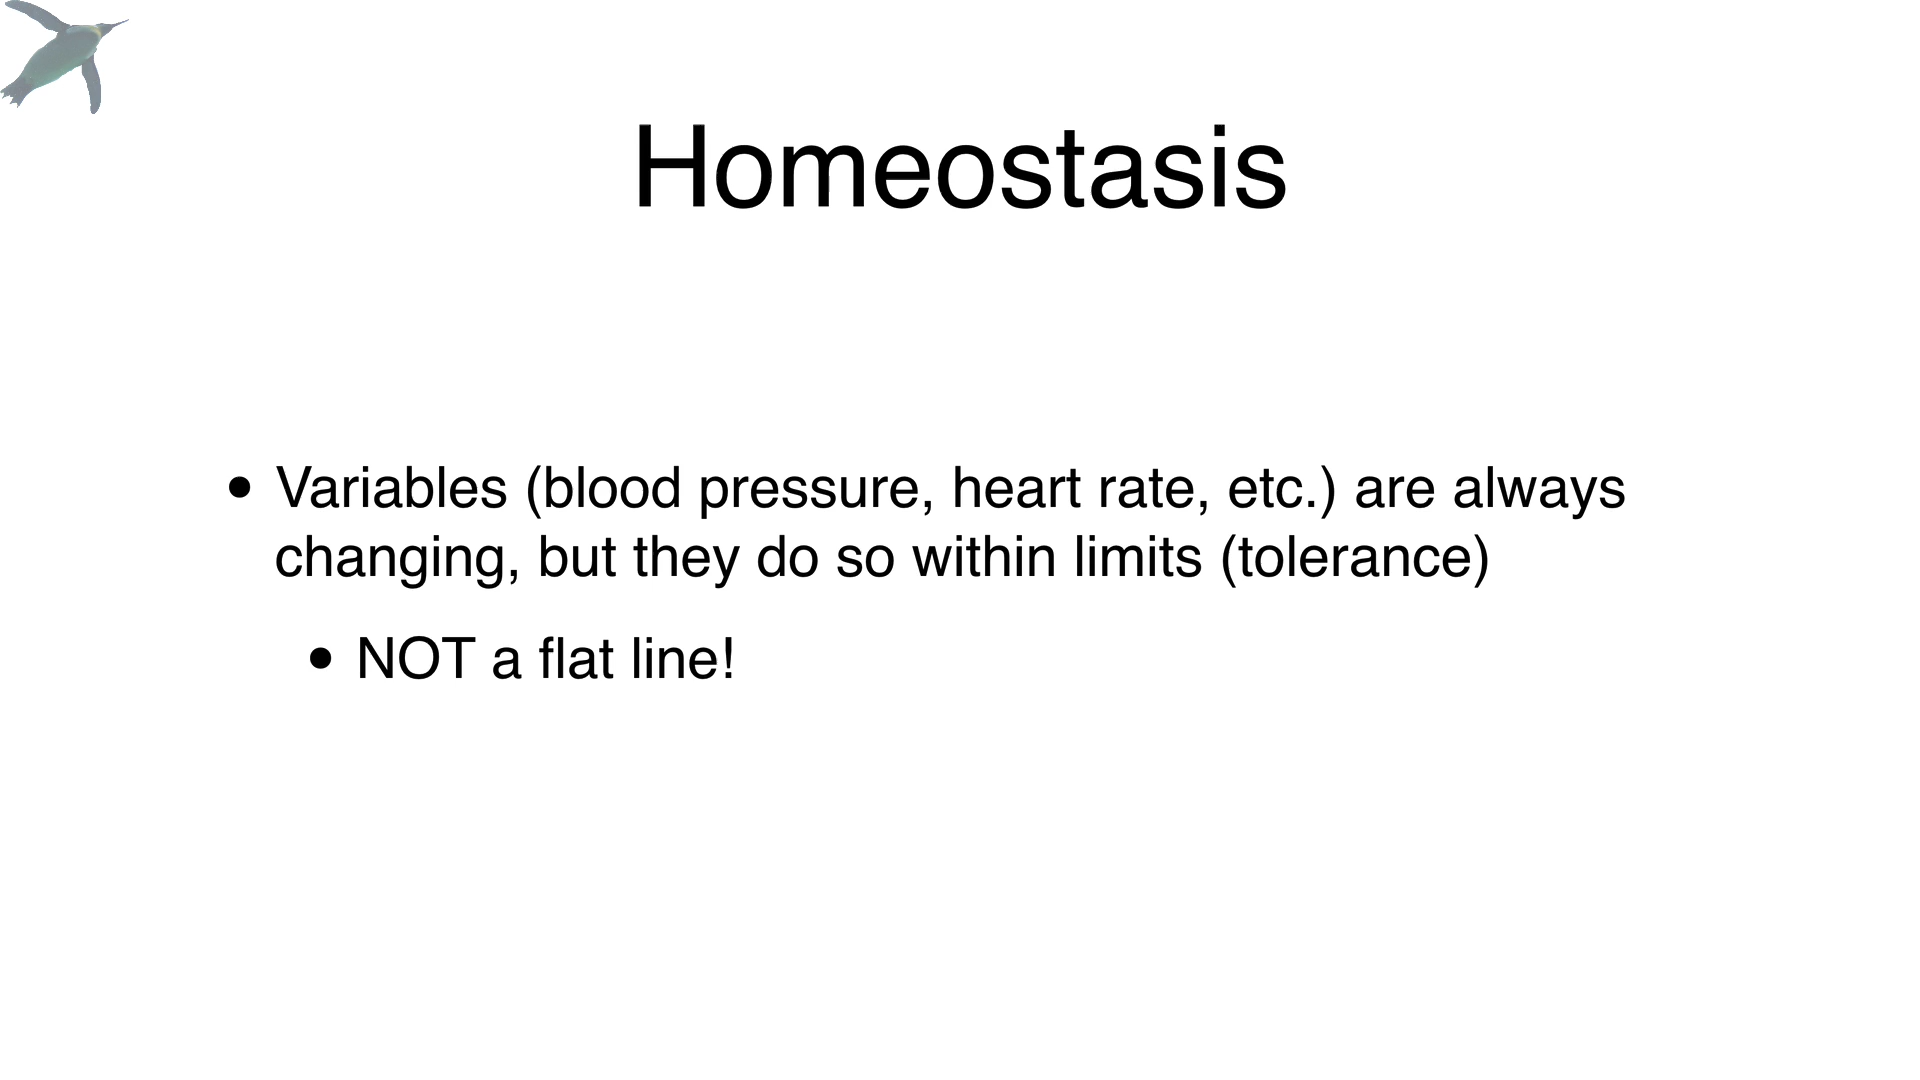 Homeostasis
• Variables (blood pressure, heart rate, etc.) are always
changing, but they do so within limits (tolerance)
• NOT a flat line!